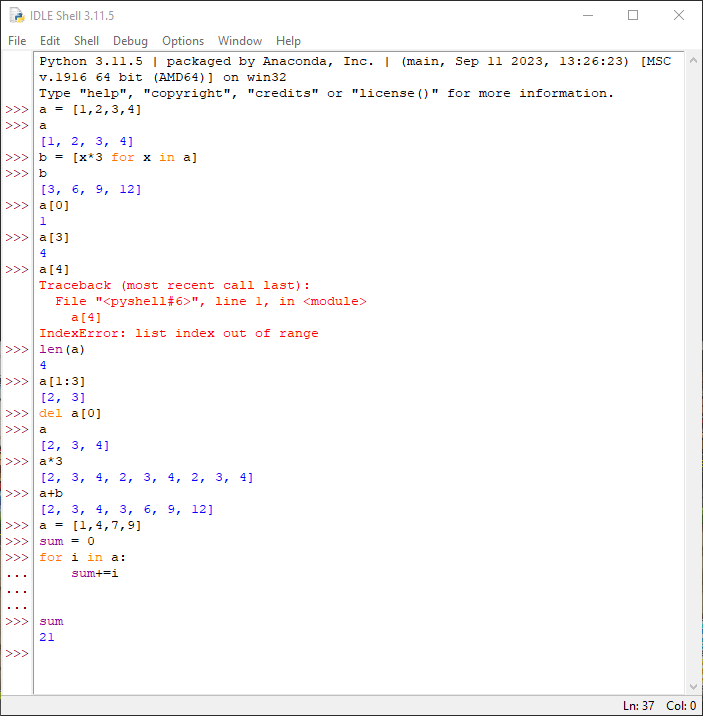 IDLE Shell 3.11.5
File Edit Shell Debug Options Window Help
Python 3.11.5 | packaged by Anaconda, Inc. | (main, Sep 11 2023, 13:26:23) [MSC
v.1916 64 bit (AMD64)] on win32
Type "help", "copyright", "credits" or "license()" for more information.
>>> a = [1,2,3,4]
>>> a
[1, 2, 3, 4]
>>> b = [x*3 for x in a]
>>> b
[3, 6, 9, 12]
>>> a[0]
1
>>> a[3]
4
>>> a[4]
Traceback (most recent call last):
  File "<pyshell#6>", line 1, in <module>
    a[4]
IndexError: list index out of range
>>> len(a)
4
>>> a[1:3]
[2, 3]
>>> del a[0]
>>> a
[2, 3, 4]
>>> a*3
[2, 3, 4, 2, 3, 4, 2, 3, 4]
>>> a+b
[2, 3, 4, 3, 6, 9, 12]
>>> a = [1,4,7,9]
>>> sum = 0
>>> for i in a:
...     sum+=i
...
...
>>> sum
21
>>>
Ln: 37 Col: 0